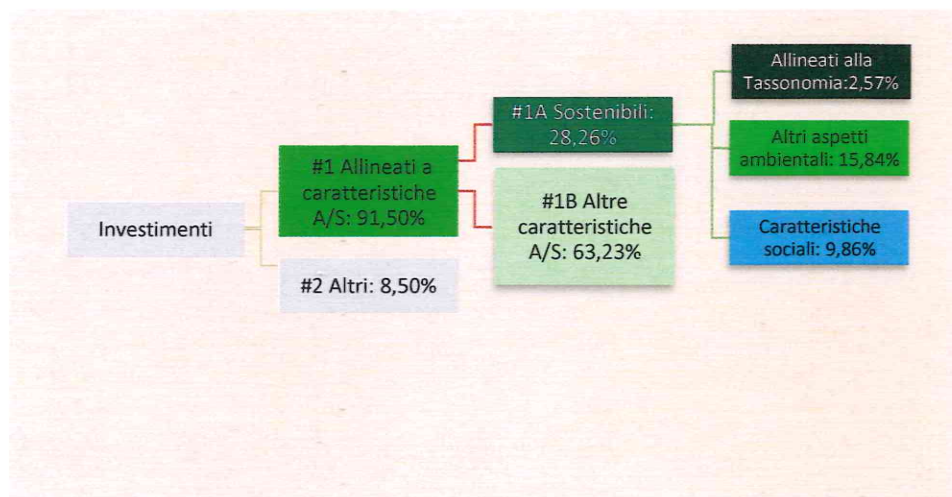 Investimenti
#1 Allineati a
caratteristiche
A/S: 91,50%
#2 Altri: 8,50%
#1A Sostenibili:
28,26%
#1B Altre
caratteristiche
A/S: 63,23%
Allineati alla
Tassonomia:2,57%
Altri aspetti
ambientali: 15,84%
Caratteristiche
sociali: 9,86%